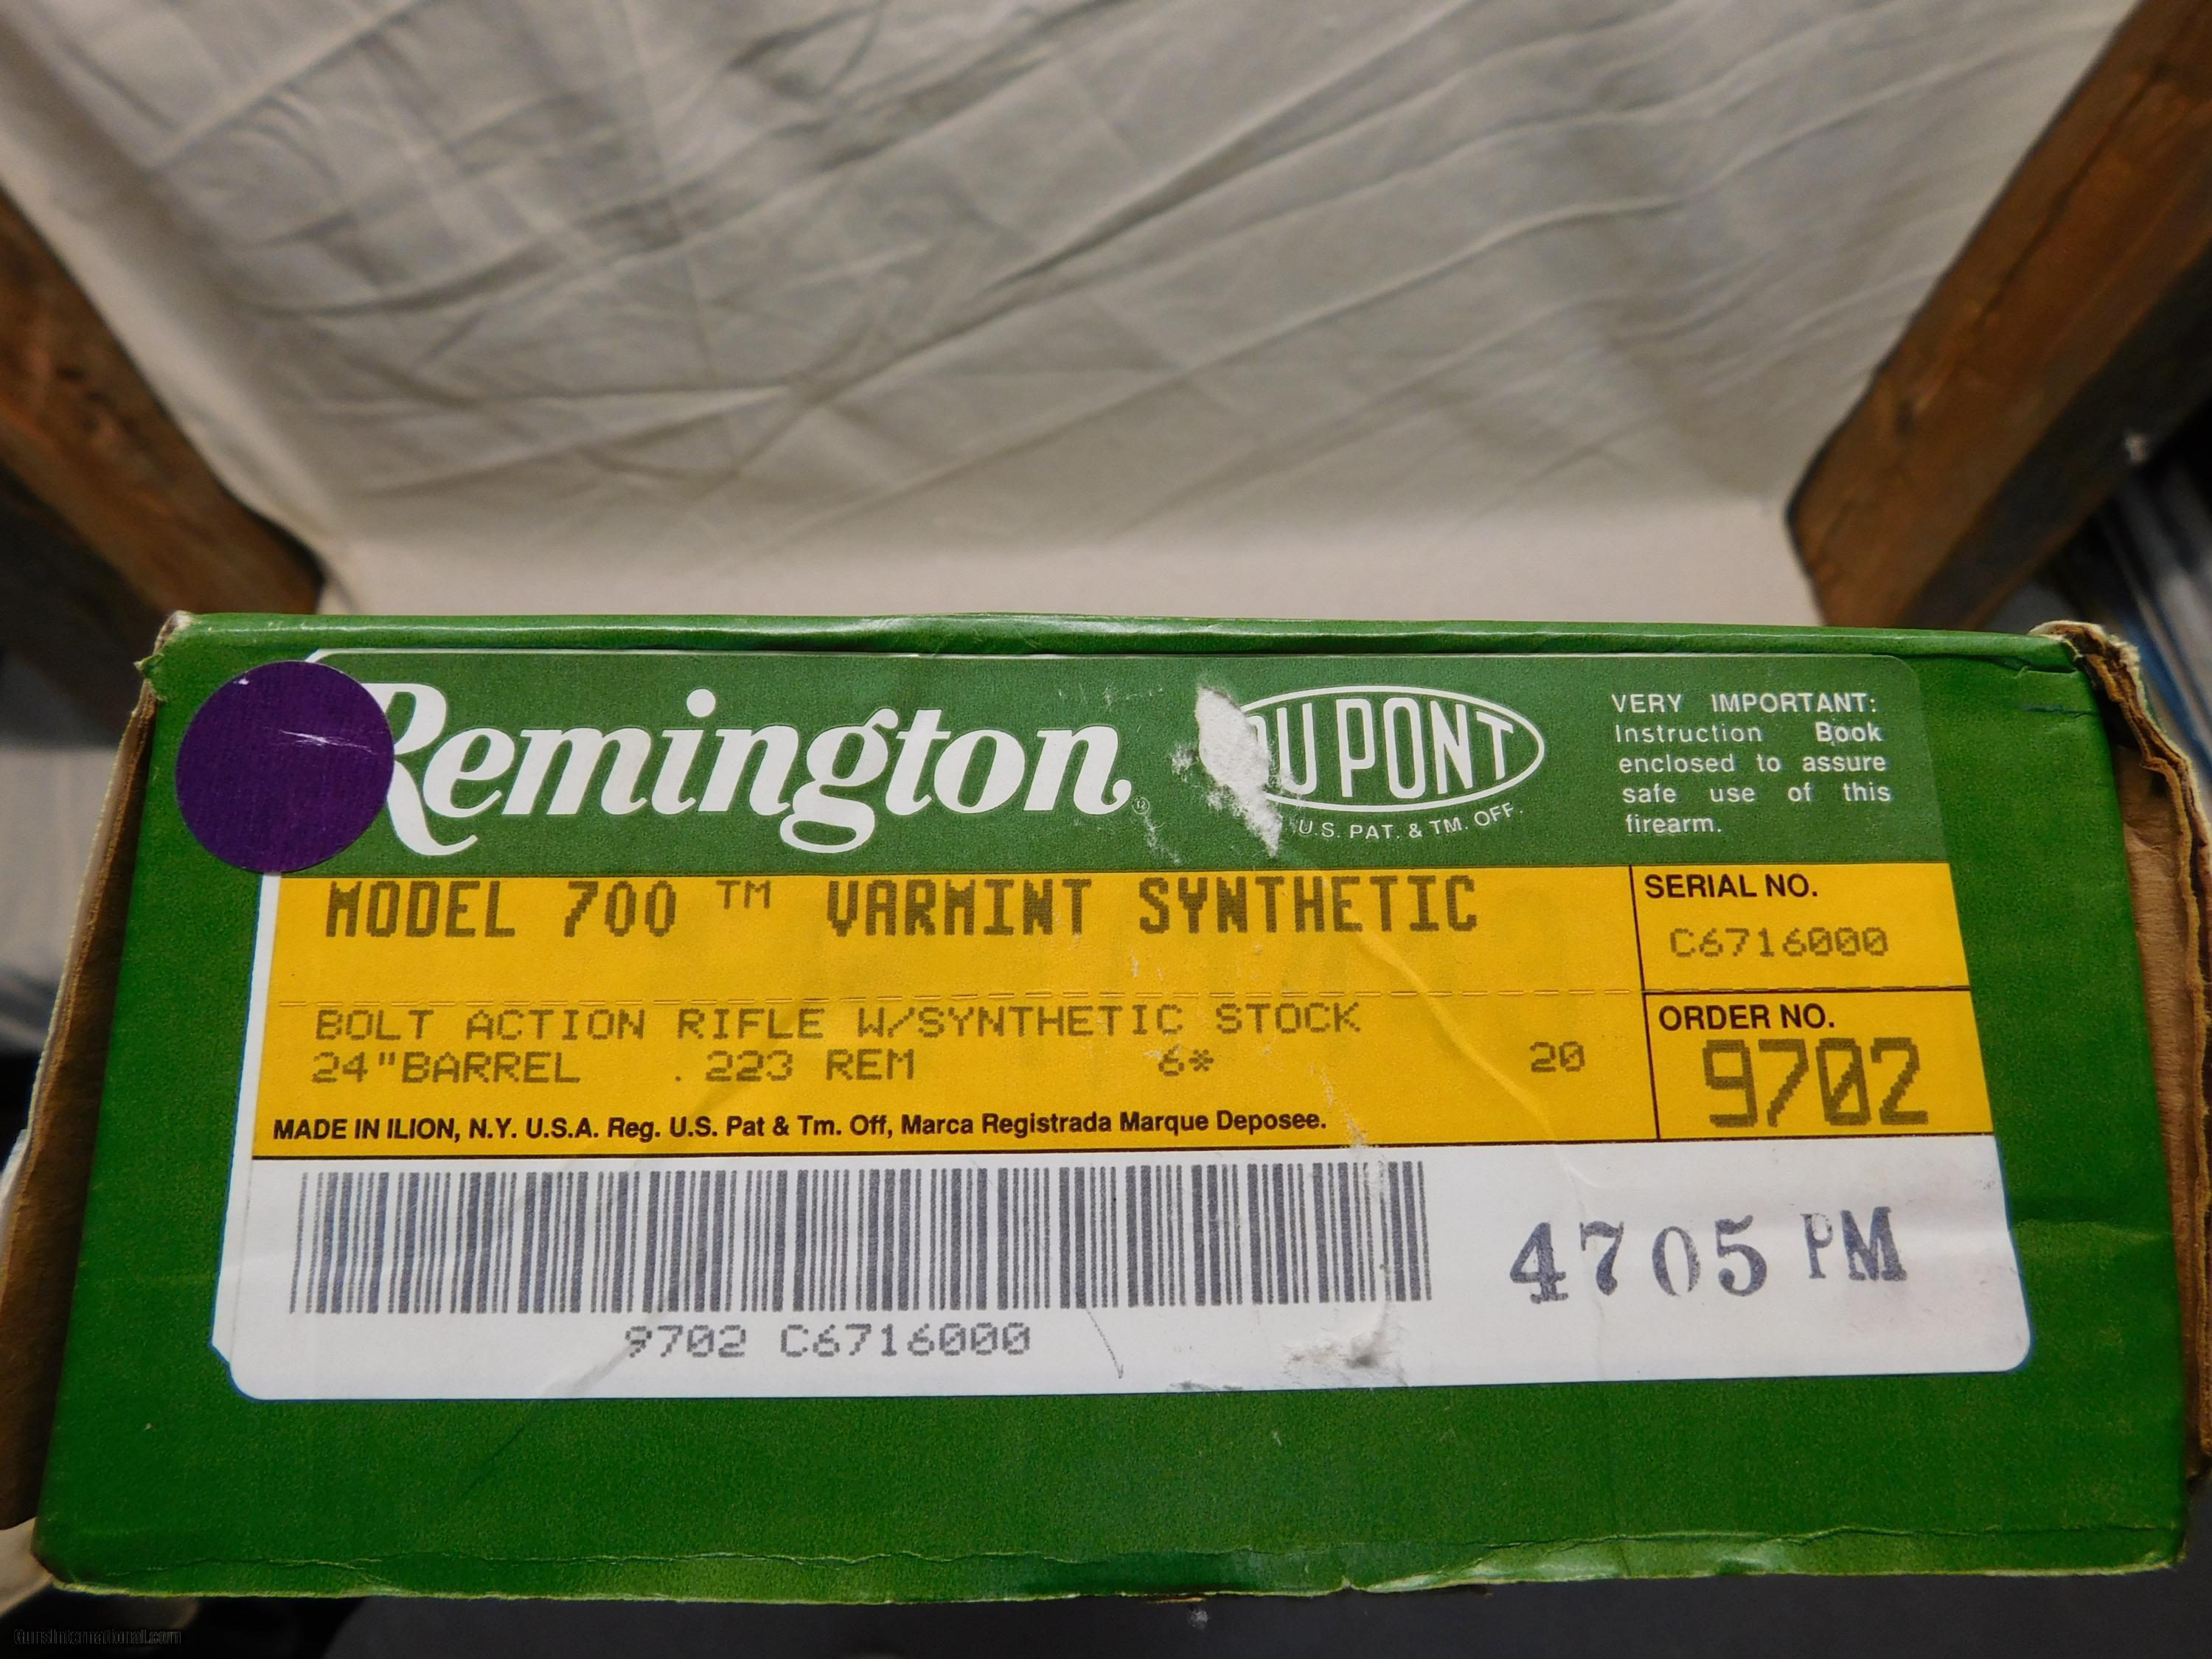 Remington
DU PONT
U.S. PAT. & TM. OFF.
VERY IMPORTANT:
Instruction Book
enclosed to assure
safe use of this
firearm.
MODEL 700 ™ VARMINT SYNTHETIC
SERIAL NO.
C6716000
BOLT ACTION RIFLE W/SYNTHETIC STOCK
24"BARREL .223 REM 6* 20
ORDER NO.
9702
MADE IN ILION, N.Y. U.S.A. Reg. U.S. Pat & Tm. Off, Marca Registrada Marque Deposee.
4705 PM
9702 C6716000
GunsInternational.com